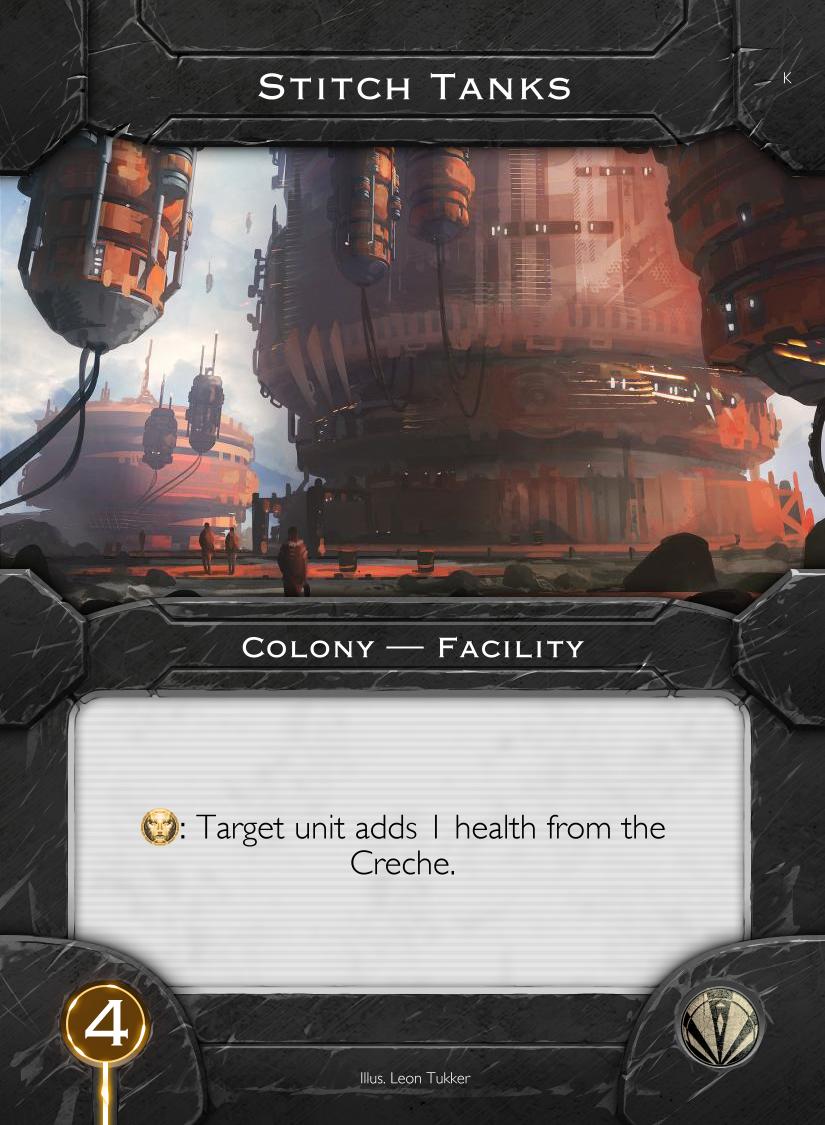 Stitch Tanks
K
Colony — Facility
: Target unit adds 1 health from the
Creche.
4
Illus. Leon Tukker